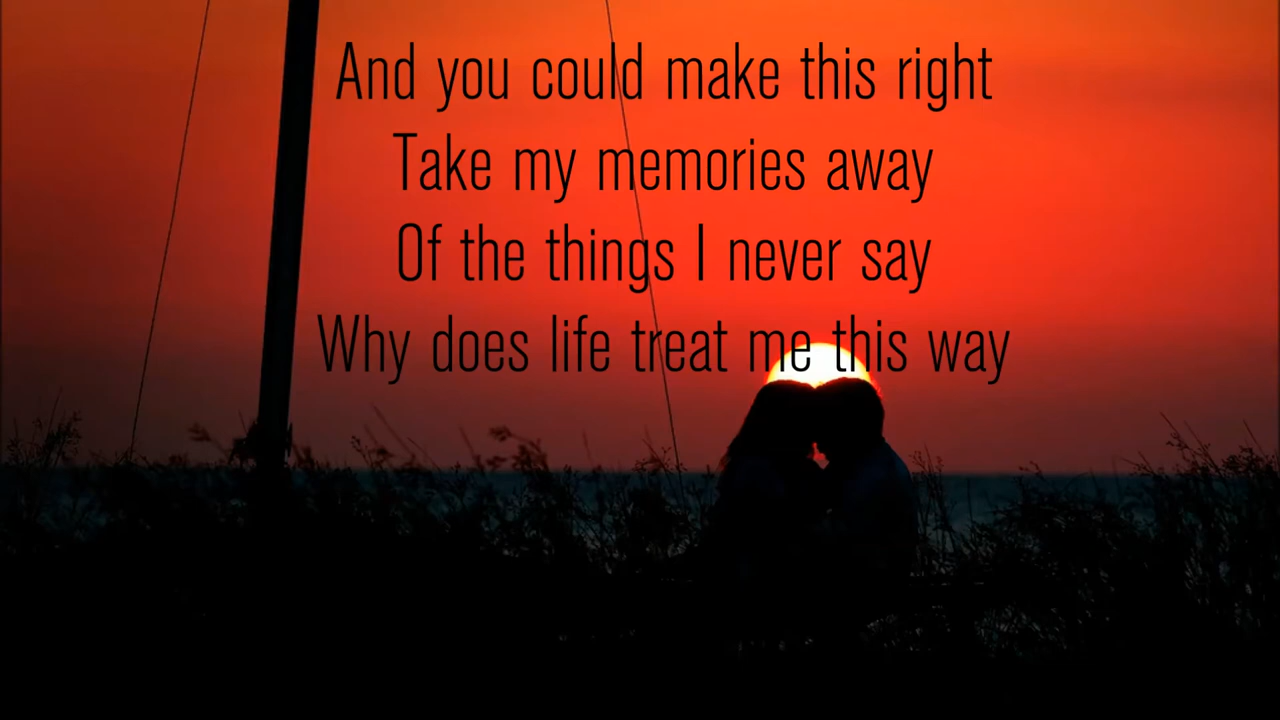 And you could make this right
Take my memories away
Of the things I never say
Why does life treat me this way